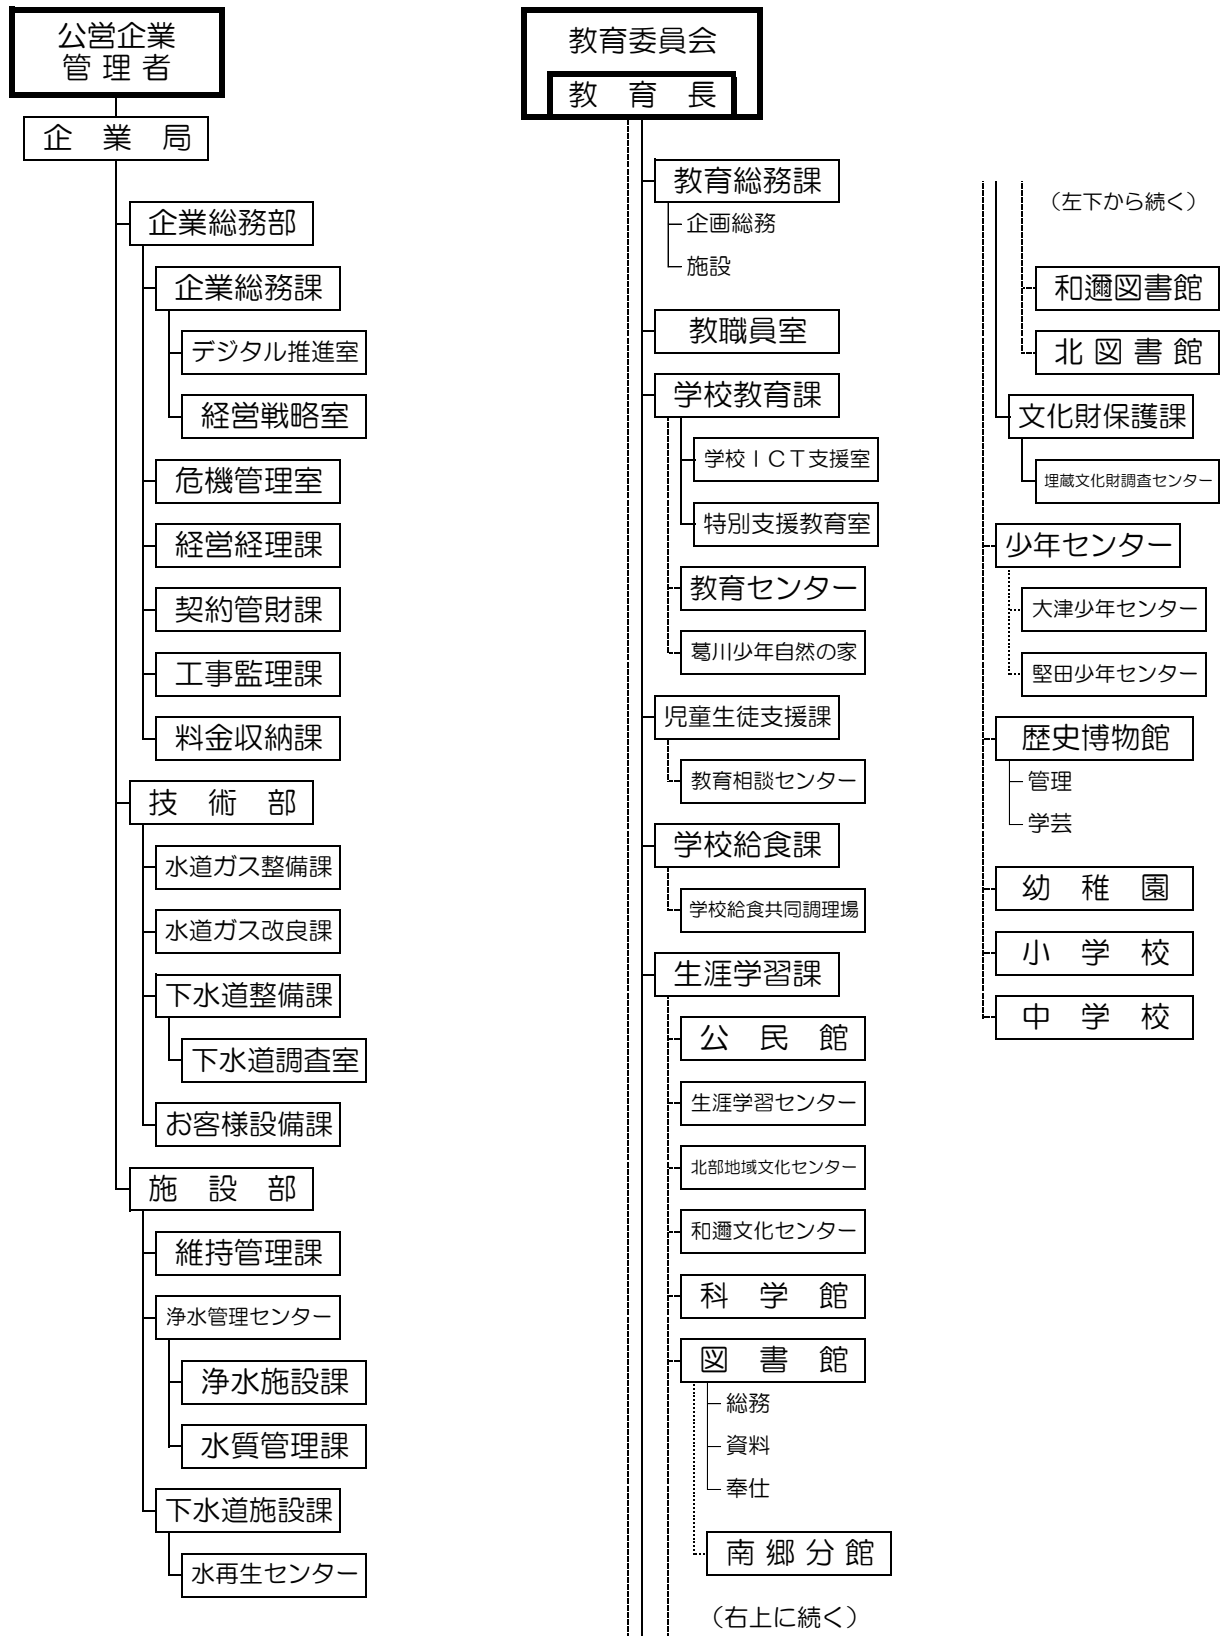 公営企業
管理者
企業局
企業総務部
企業総務課
デジタル推進室
経営戦略室
危機管理室
経営経理課
契約管財課
工事監理課
料金収納課
技術部
水道ガス整備課
水道ガス改良課
下水道整備課
下水道調査室
お客様設備課
施設部
維持管理課
浄水管理センター
浄水施設課
水質管理課
下水道施設課
水再生センター
教育委員会
教育長
教育総務課
企画総務
施設
教職員室
学校教育課
学校ICT支援室
特別支援教育室
教育センター
葛川少年自然の家
児童生徒支援課
教育相談センター
学校給食課
学校給食共同調理場
生涯学習課
公民館
生涯学習センター
北部地域文化センター
和邇文化センター
科学館
図書館
総務
資料
奉仕
南郷分館
（右上に続く）
（左下から続く）
和邇図書館
北図書館
文化財保護課
埋蔵文化財調査センター
少年センター
大津少年センター
堅田少年センター
歴史博物館
管理
学芸
幼稚園
小学校
中学校